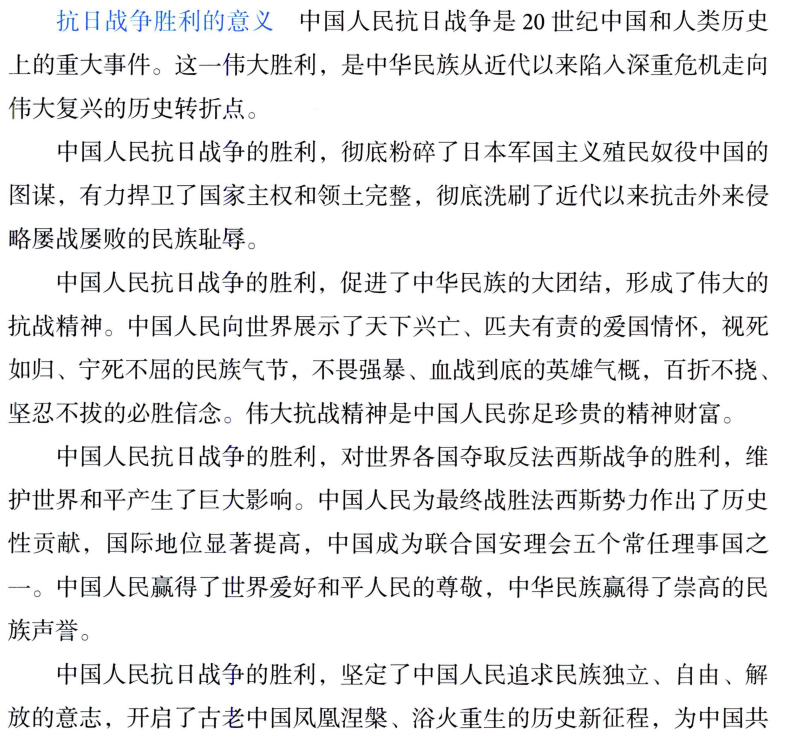 抗日战争胜利的意义 中国人民抗日战争是 20 世纪中国和人类历史
上的重大事件。这一伟大胜利，是中华民族从近代以来陷入深重危机走向
伟大复兴的历史转折点。
中国人民抗日战争的胜利，彻底粉碎了日本军国主义殖民奴役中国的
图谋，有力捍卫了国家主权和领土完整，彻底洗刷了近代以来抗击外来侵
略屡战屡败的民族耻辱。
中国人民抗日战争的胜利，促进了中华民族的大团结，形成了伟大的
抗战精神。中国人民向世界展示了天下兴亡、匹夫有责的爱国情怀，视死
如归、宁死不屈的民族气节，不畏强暴、血战到底的英雄气概，百折不挠、
坚忍不拔的必胜信念。伟大抗战精神是中国人民弥足珍贵的精神财富。
中国人民抗日战争的胜利，对世界各国夺取反法西斯战争的胜利，维
护世界和平产生了巨大影响。中国人民为最终战胜法西斯势力作出了历史
性贡献，国际地位显著提高，中国成为联合国安理会五个常任理事国之
一。中国人民赢得了世界爱好和平人民的尊敬，中华民族赢得了崇高的民
族声誉。
中国人民抗日战争的胜利，坚定了中国人民追求民族独立、自由、解
放的意志，开启了古老中国凤凰涅槃、浴火重生的历史新征程，为中国共